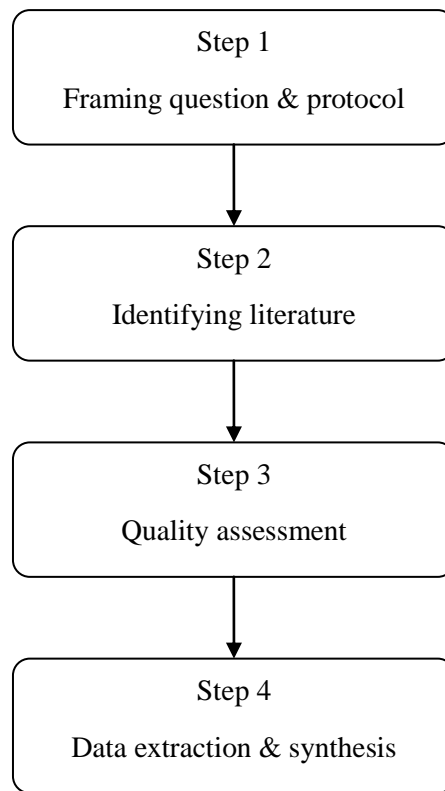 Step 1
Framing question & protocol
Step 2
Identifying literature
Step 3
Quality assessment
Step 4
Data extraction & synthesis